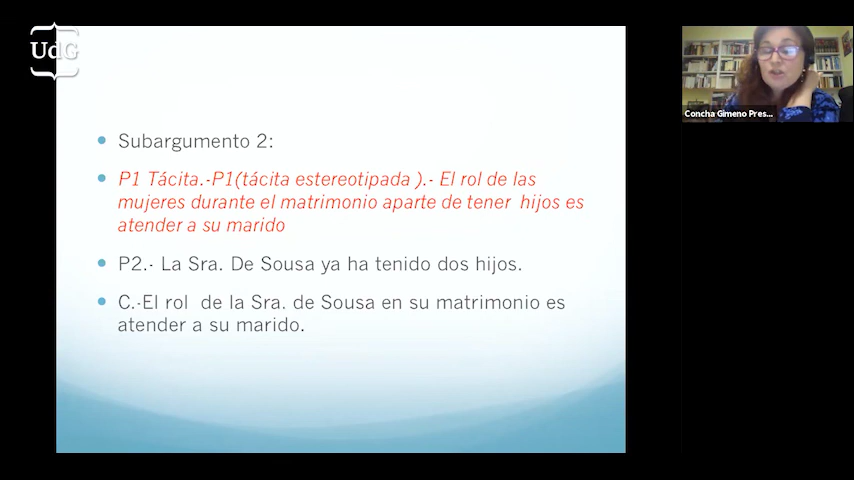 UdG
Concha Gimeno Pres...
Subargumento 2:
P1 Tácita.-P1(tácita estereotipada ).- El rol de las
mujeres durante el matrimonio aparte de tener hijos es
atender a su marido
P2.- La Sra. De Sousa ya ha tenido dos hijos.
C.-El rol de la Sra. de Sousa en su matrimonio es
atender a su marido.